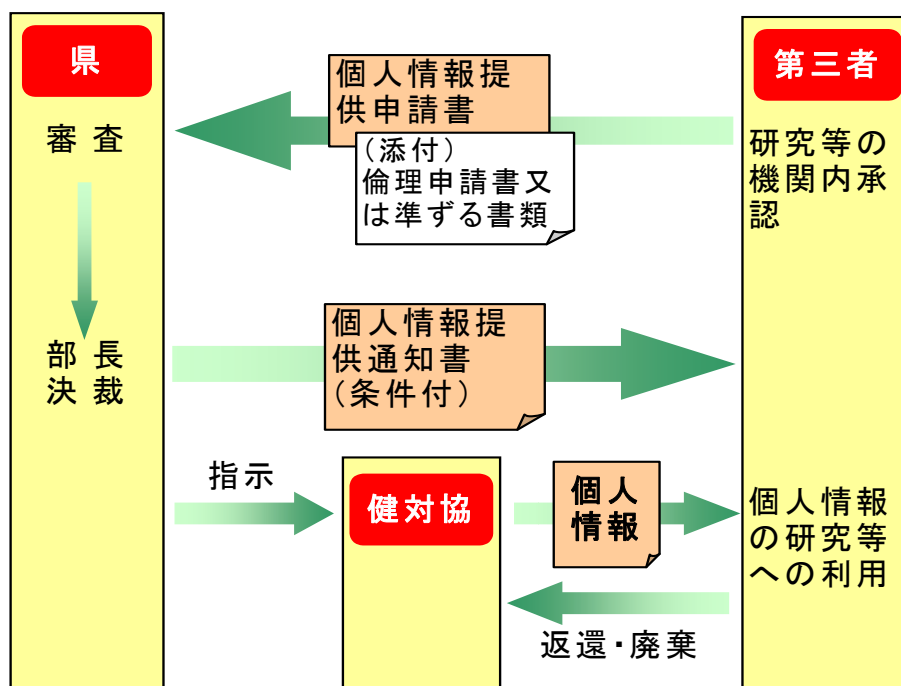 県
第三者
個人情報提
供申請書
(添付)
倫理申請書又
は準ずる書類
審査
研究等の
機関内承
認
部長
決裁
個人情報提
供通知書
(条件付)
指示
健対協
個人
情報
個人情報
の研究等
への利用
返還・廃棄